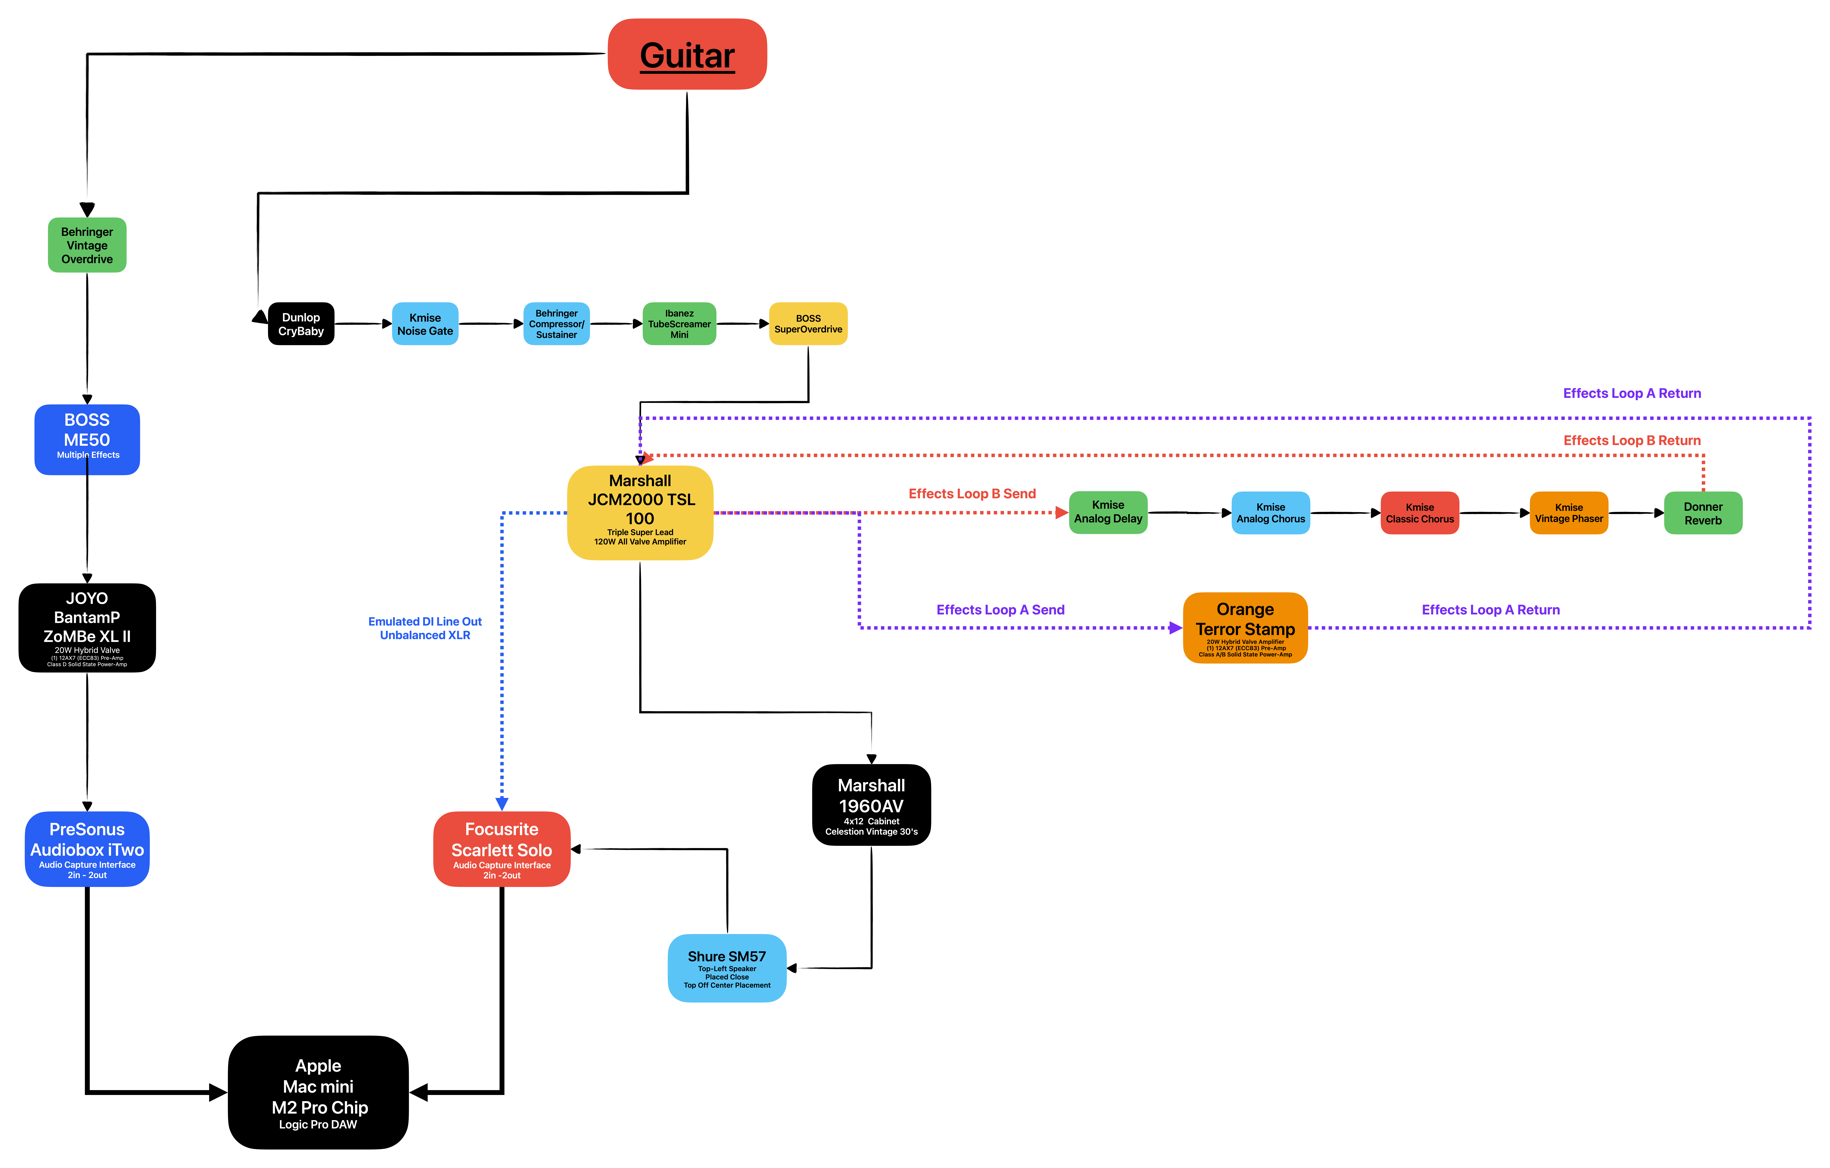 Guitar
Behringer
Vintage
Overdrive
Dunlop
CryBaby
Kmise
Noise Gate
Behringer
Compressor/
Sustainer
Ibanez
TubeScreamer
Mini
BOSS
SuperOverdrive
Effects Loop A Return
Effects Loop B Return
BOSS
ME50
Multiple Effects
Marshall
JCM2000 TSL
100
Triple Super Lead
120W All Valve Amplifier
Effects Loop B Send
Kmise
Analog Delay
Kmise
Analog Chorus
Kmise
Classic Chorus
Kmise
Vintage Phaser
Donner
Reverb
JOYO
BantamP
ZoMBe XL II
20W Hybrid Valve
(1) 12AX7 (ECC83) Pre-Amp
Class D Solid State Power-Amp
Emulated DI Line Out
Unbalanced XLR
Effects Loop A Send
Orange
Terror Stamp
20W Hybrid Valve Amplifier
(1) 12AX7 (ECC83) Pre-Amp
Class A/B Solid State Power-Amp
Effects Loop A Return
Marshall
1960AV
4x12 Cabinet
Celestion Vintage 30's
PreSonus
Audiobox iTwo
Audio Capture Interface
2in - 2out
Focusrite
Scarlett Solo
Audio Capture Interface
2in -2out
Shure SM57
Top-Left Speaker
Placed Close
Top Off Center Placement
Apple
Mac mini
M2 Pro Chip
Logic Pro DAW